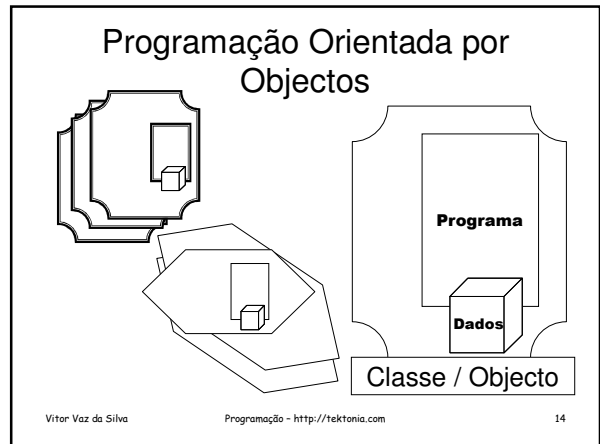 Programação Orientada por
Objectos
Programa
Dados
Classe / Objecto
Vitor Vaz da Silva
Programação - http://tektonia.com
14